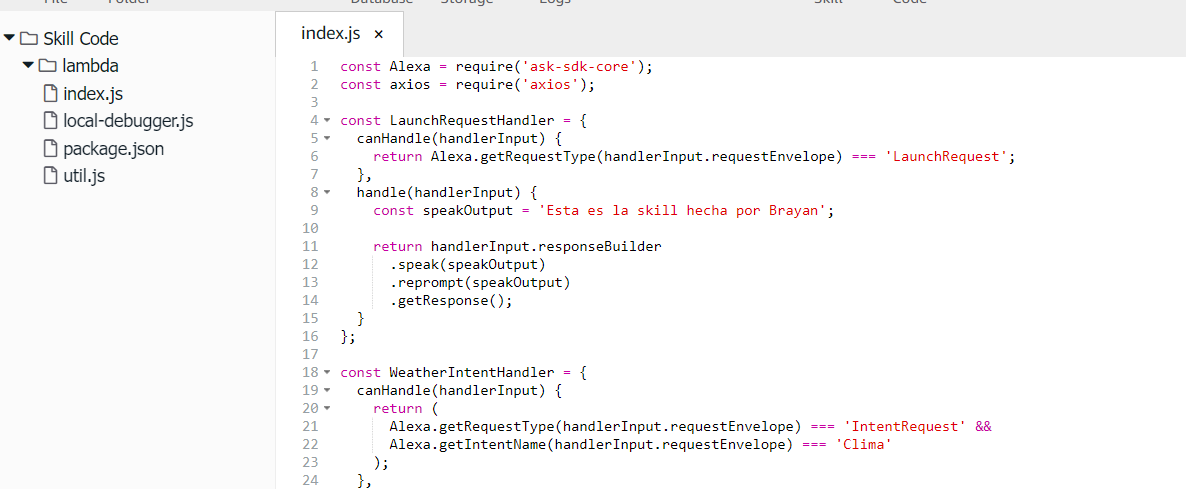 File Folder Database Storage Logs Skill Code
Skill Code
lambda
index.js
local-debugger.js
package.json
util.js
index.js ×
1 const Alexa = require('ask-sdk-core');
2 const axios = require('axios');
3
4 const LaunchRequestHandler = {
5   canHandle(handlerInput) {
6     return Alexa.getRequestType(handlerInput.requestEnvelope) === 'LaunchRequest';
7   },
8   handle(handlerInput) {
9     const speakOutput = 'Esta es la skill hecha por Brayan';
10
11     return handlerInput.responseBuilder
12       .speak(speakOutput)
13       .reprompt(speakOutput)
14       .getResponse();
15   }
16 };
17
18 const WeatherIntentHandler = {
19   canHandle(handlerInput) {
20     return (
21       Alexa.getRequestType(handlerInput.requestEnvelope) === 'IntentRequest' &&
22       Alexa.getIntentName(handlerInput.requestEnvelope) === 'Clima'
23     );
24   },